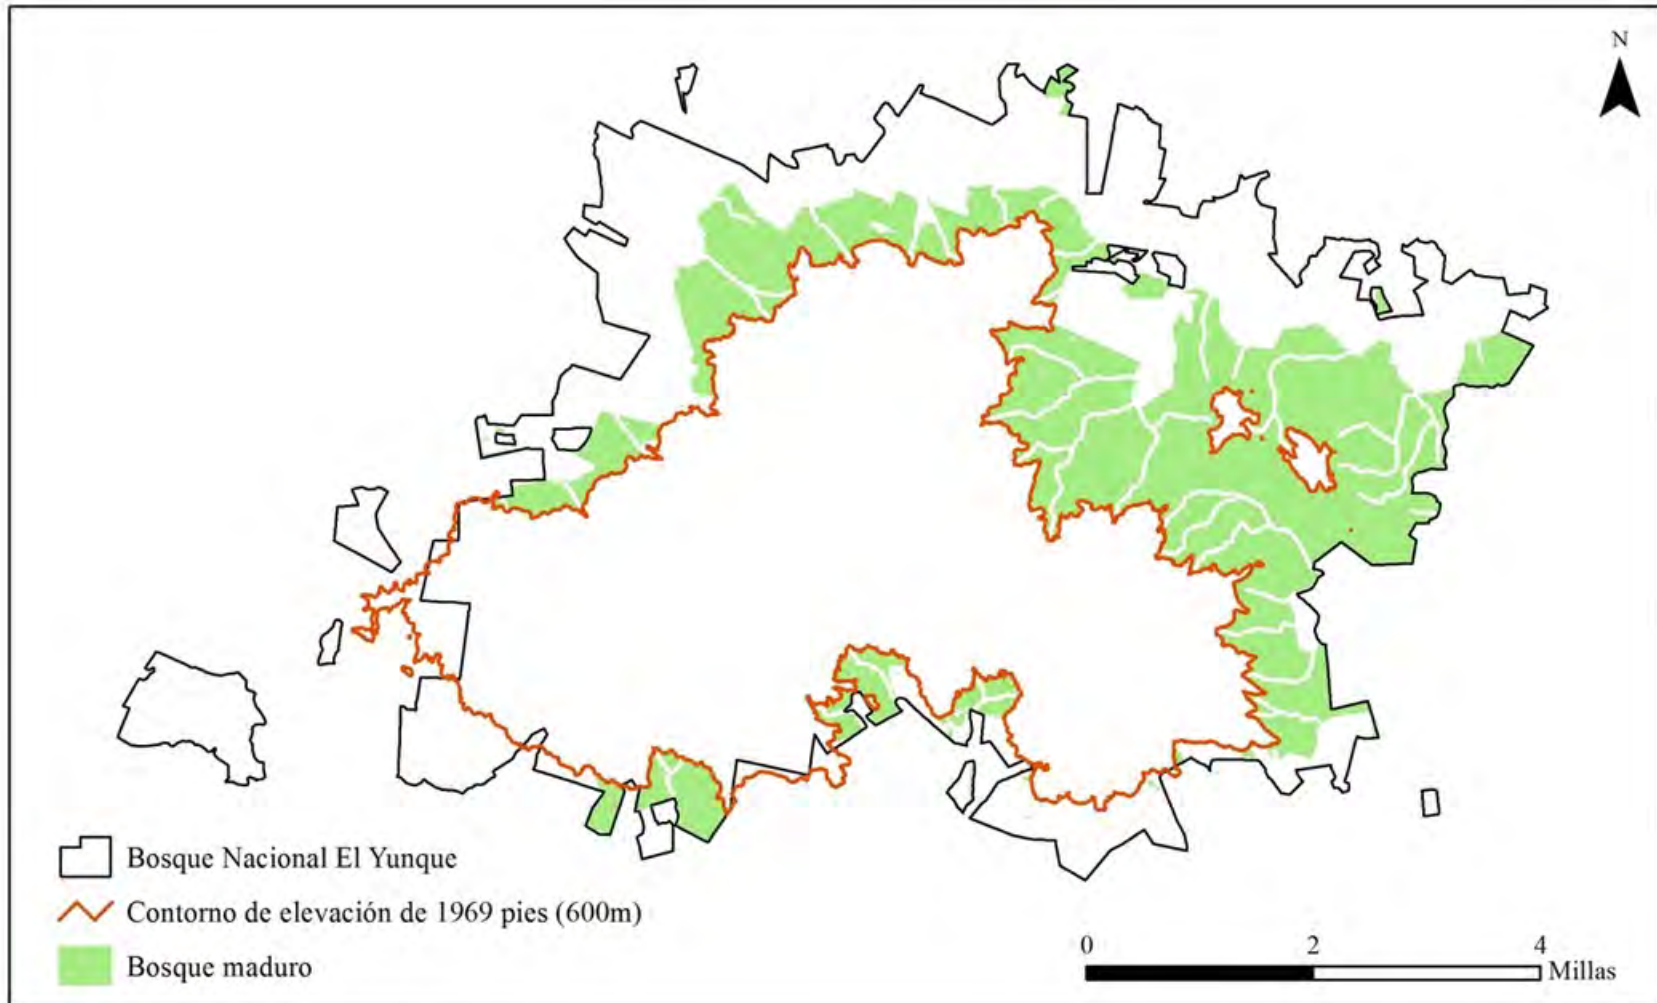 N
Bosque Nacional El Yunque
Contorno de elevación de 1969 pies (600m)
Bosque maduro
0 2 4
Millas